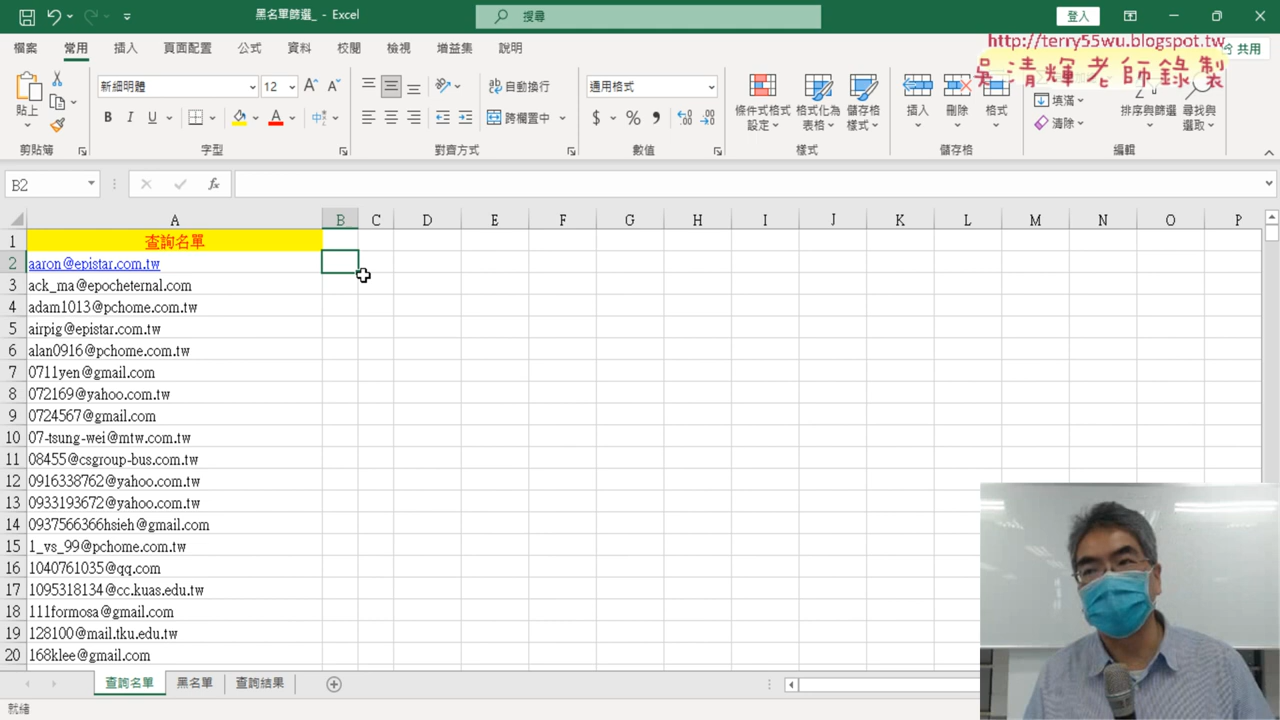 黑名單篩選_ - Excel
搜尋
登入
檔案 常用 插入 頁面配置 公式 資料 校閱 檢視 增益集 說明
http://terry55wu.blogspot.tw
共用
吳清輝老師錄製
貼上
新細明體 12
B I U
自動換行
跨欄置中
通用格式
$ %
條件式格式設定
格式化為表格
儲存格樣式
插入 刪除 格式
填滿
清除
排序與篩選
尋找與選取
剪貼簿 字型 對齊方式 數值 樣式 儲存格 編輯
B2 fx
A B C D E F G H I J K L M N O P
1 查詢名單
2 aaron@epistar.com.tw
3 ack_ma@epocheternal.com
4 adam1013@pchome.com.tw
5 airpig@epistar.com.tw
6 alan0916@pchome.com.tw
7 0711yen@gmail.com
8 072169@yahoo.com.tw
9 0724567@gmail.com
10 07-tsung-wei@mtw.com.tw
11 08455@csgroup-bus.com.tw
12 0916338762@yahoo.com.tw
13 0933193672@yahoo.com.tw
14 0937566366hsieh@gmail.com
15 1_vs_99@pchome.com.tw
16 1040761035@qq.com
17 1095318134@cc.kuas.edu.tw
18 111formosa@gmail.com
19 128100@mail.tku.edu.tw
20 168klee@gmail.com
查詢名單 黑名單 查詢結果
就緒